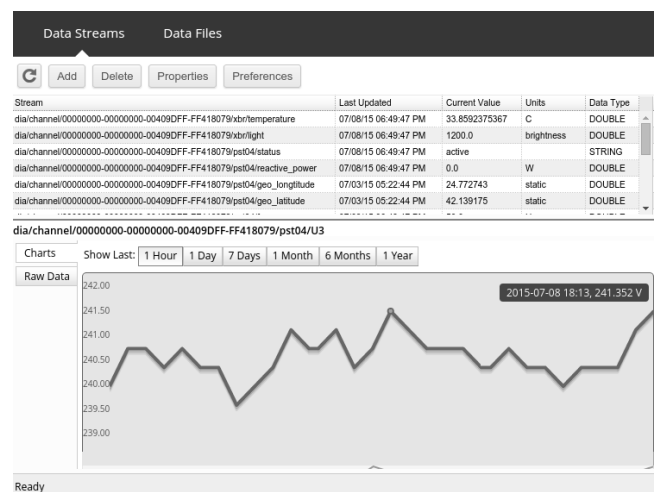 Data Streams Data Files
Add Delete Properties Preferences
Stream Last Updated Current Value Units Data Type
dia/channel/00000000-00000000-00409DFF-FF418079/xbr/temperature 07/08/15 06:49:47 PM 33.8592375367 C DOUBLE
dia/channel/00000000-00000000-00409DFF-FF418079/xbr/light 07/08/15 06:49:47 PM 1200.0 brightness DOUBLE
dia/channel/00000000-00000000-00409DFF-FF418079/pst04/status 07/08/15 06:49:47 PM active STRING
dia/channel/00000000-00000000-00409DFF-FF418079/pst04/reactive_power 07/08/15 06:49:47 PM 0.0 W DOUBLE
dia/channel/00000000-00000000-00409DFF-FF418079/pst04/geo_longtitude 07/03/15 05:22:44 PM 24.772743 static DOUBLE
dia/channel/00000000-00000000-00409DFF-FF418079/pst04/geo_latitude 07/03/15 05:22:44 PM 42.139175 static DOUBLE
dia/channel/00000000-00000000-00409DFF-FF418079/pst04/U3
Charts Show Last: 1 Hour 1 Day 7 Days 1 Month 6 Months 1 Year
Raw Data
242.00
2015-07-08 18:13, 241.352 V
241.50
241.00
240.50
240.00
239.50
239.00
Ready